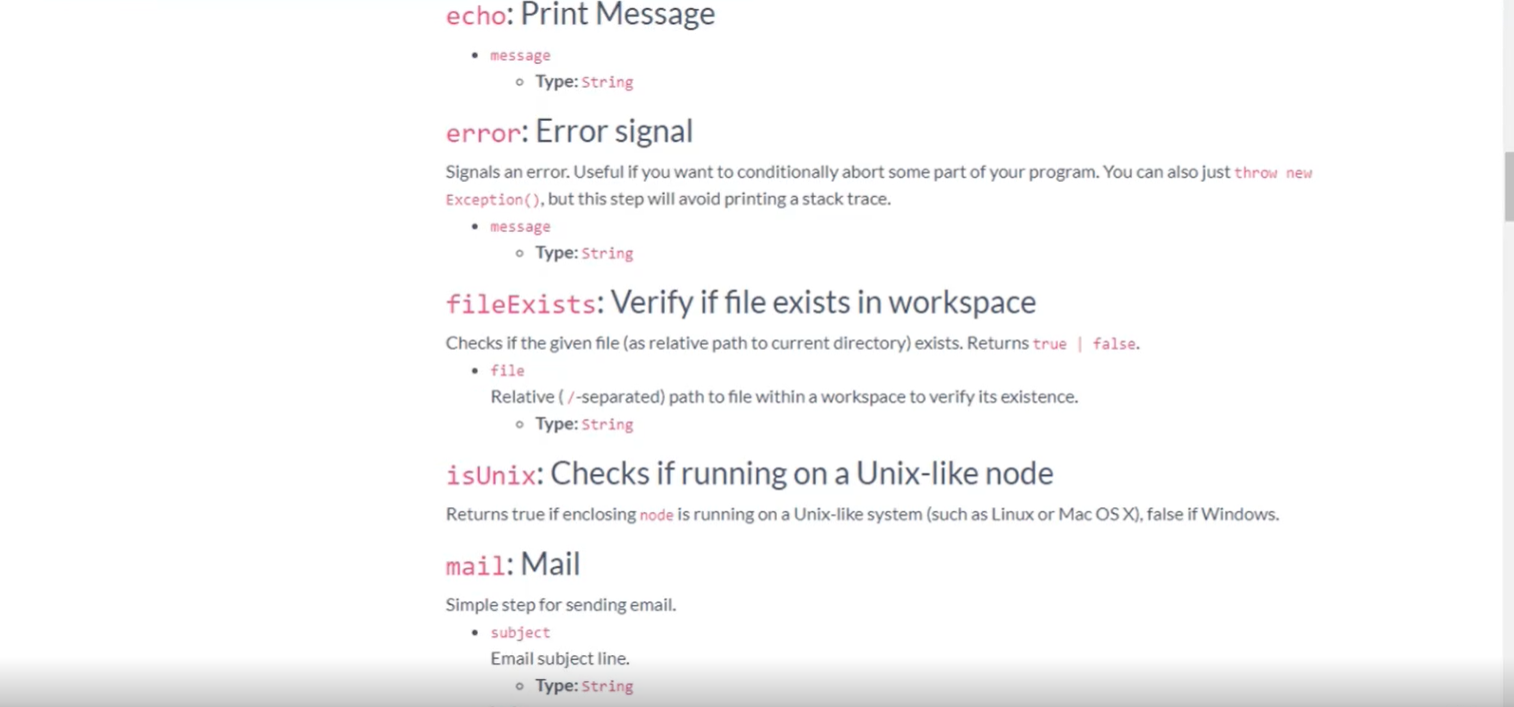 echo: Print Message
message
Type: String
error: Error signal
Signals an error. Useful if you want to conditionally abort some part of your program. You can also just throw new
Exception(), but this step will avoid printing a stack trace.
message
Type: String
fileExists: Verify if file exists in workspace
Checks if the given file (as relative path to current directory) exists. Returns true | false.
file
Relative ( /-separated) path to file within a workspace to verify its existence.
Type: String
isUnix: Checks if running on a Unix-like node
Returns true if enclosing node is running on a Unix-like system (such as Linux or Mac OS X), false if Windows.
mail: Mail
Simple step for sending email.
subject
Email subject line.
Type: String